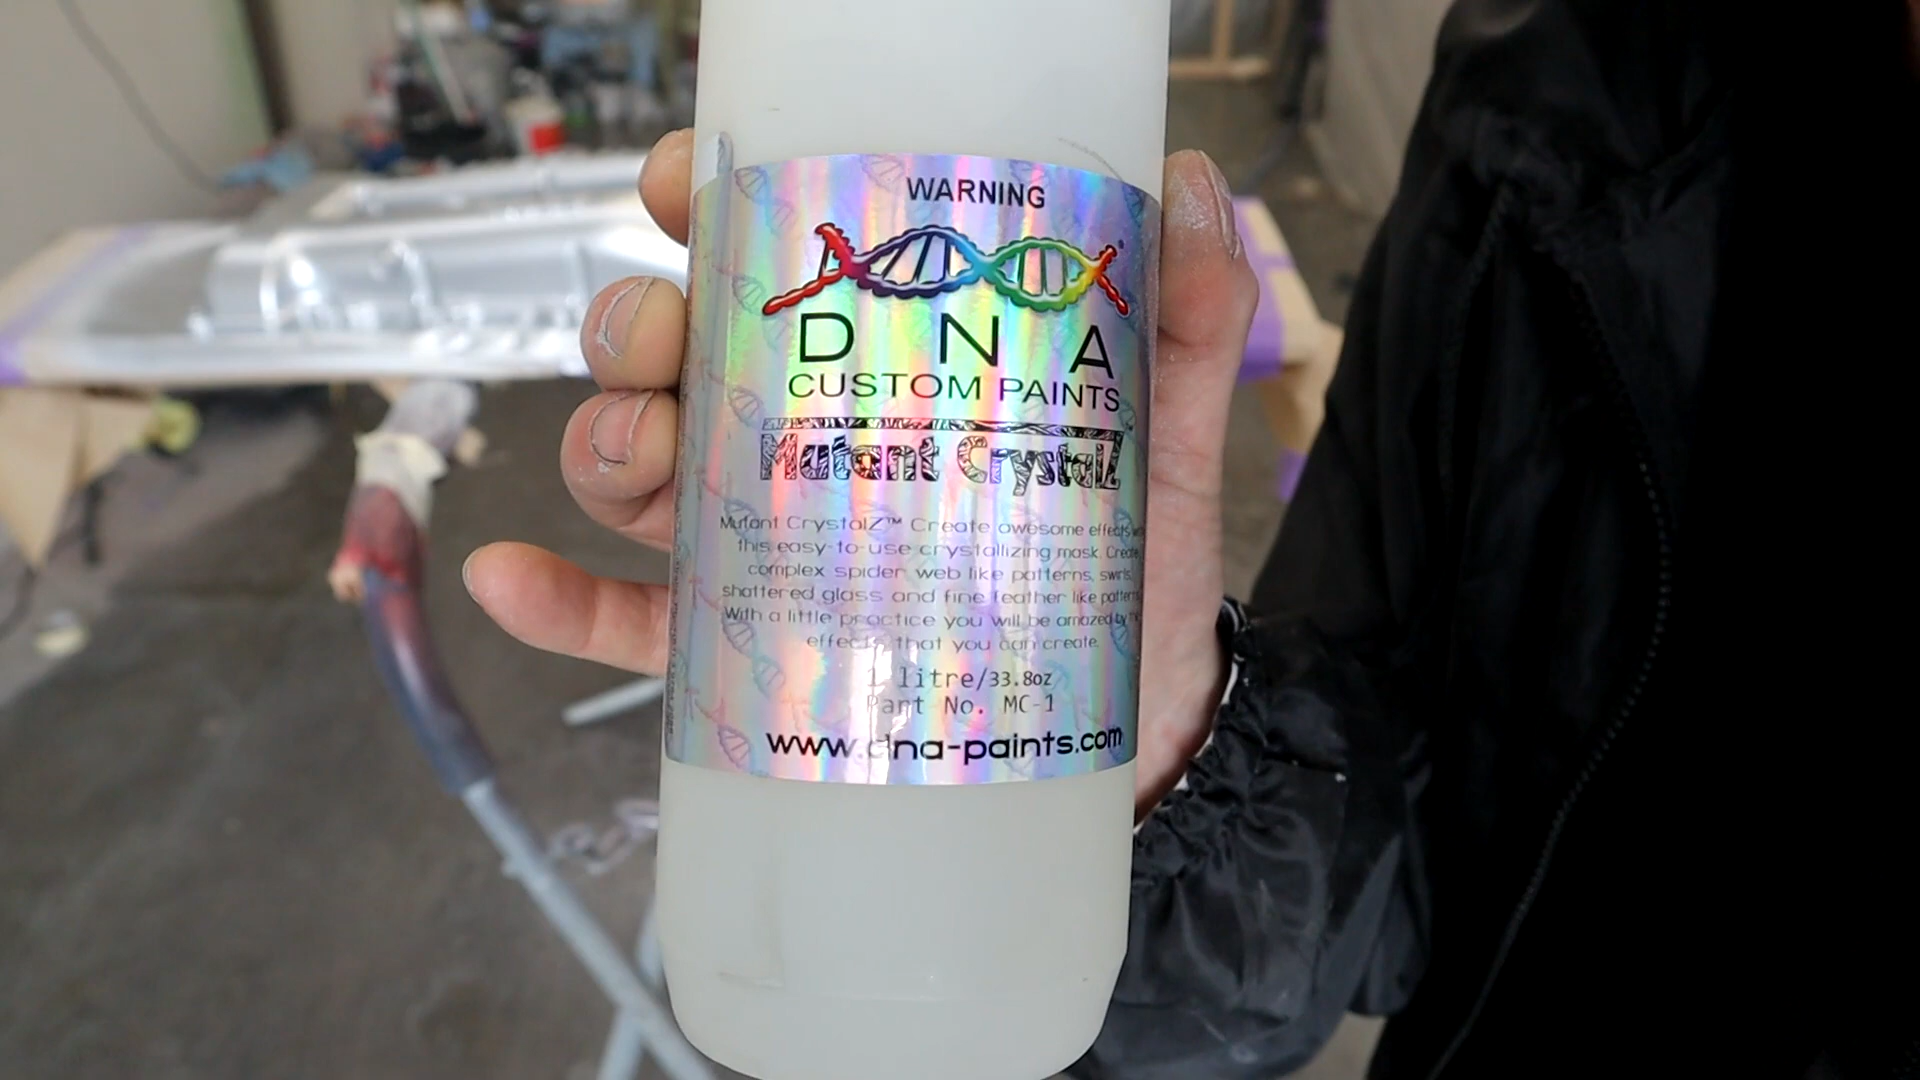 WARNING
®
DNA
CUSTOM PAINTS
Mutant CrystalZ
Mutant CrystalZ™ Create awesome effects
this easy-to-use crystallizing mask. Create
complex spider web like patterns, swirls,
shattered glass and fine feather like
With a little practice you will be amazed by
effects that you can create.
1 litre/33.8oz
Part No. MC-1
www.dna-paints.com